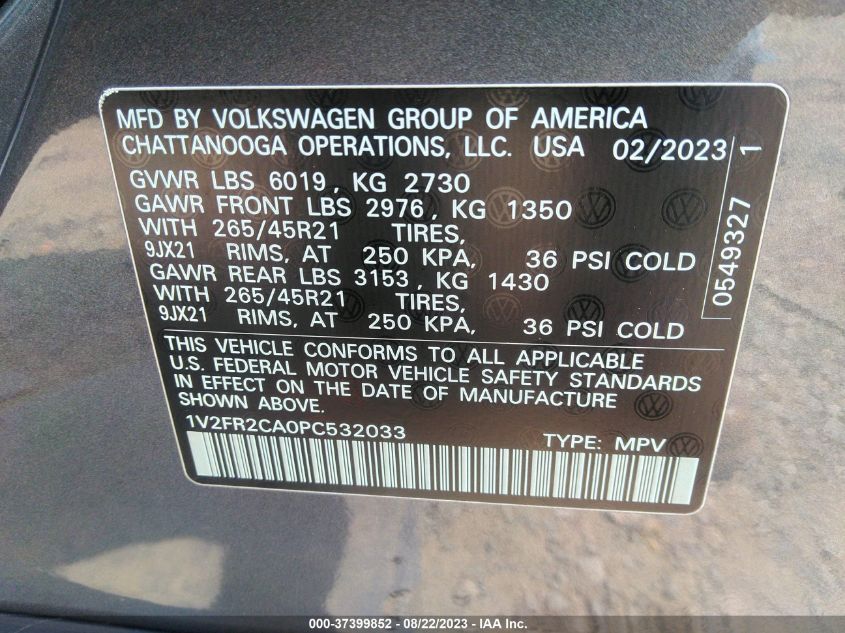 MFD BY VOLKSWAGEN GROUP OF AMERICA
CHATTANOOGA OPERATIONS, LLC. USA 02/2023 1
GVWR LBS 6019, KG 2730
GAWR FRONT LBS 2976, KG 1350
WITH 265/45R21 TIRES,
9JX21 RIMS, AT 250 KPA, 36 PSI COLD
GAWR REAR LBS 3153, KG 1430
WITH 265/45R21 TIRES,
9JX21 RIMS, AT 250 KPA, 36 PSI COLD
0549327
THIS VEHICLE CONFORMS TO ALL APPLICABLE
U.S. FEDERAL MOTOR VEHICLE SAFETY STANDARDS
IN EFFECT ON THE DATE OF MANUFACTURE
SHOWN ABOVE.
1V2FR2CA0PC532033 TYPE: MPV
000-37399852 - 08/22/2023 - IAA Inc.